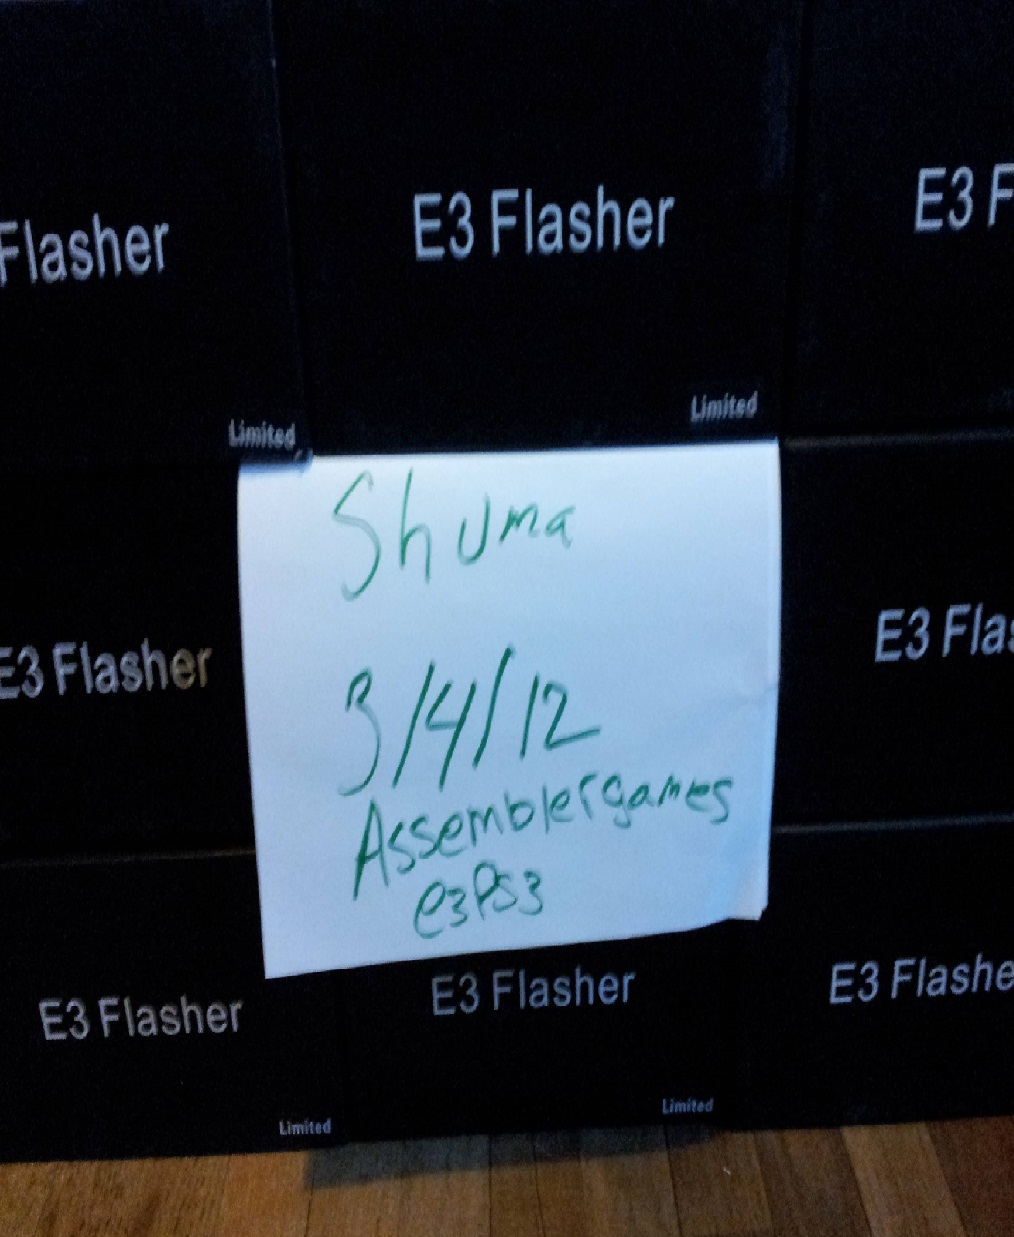 Flasher
E3 Flasher
E3 F
Limited
Limited
Shuma
3/4/12
Assemblergames
e3PS3
E3 Flasher
E3 Flas
E3 Flasher
Limited
E3 Flasher
Limited
E3 Flashe